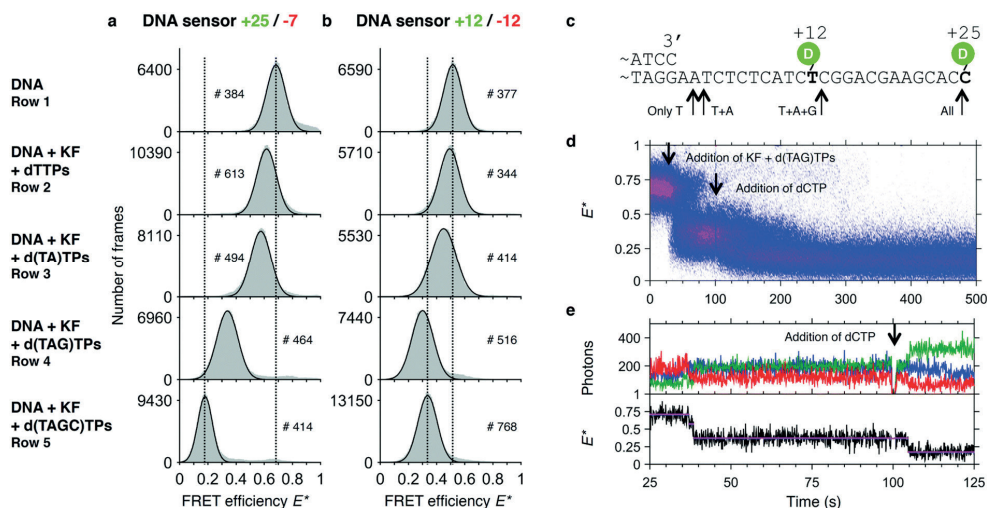 a DNA sensor +25 / -7
b DNA sensor +12 / -12
DNA
Row 1
DNA + KF
+ dTTPs
Row 2
DNA + KF
+ d(TA)TPs
Row 3
DNA + KF
+ d(TAG)TPs
Row 4
DNA + KF
+ d(TAGC)TPs
Row 5
Number of frames
6400
0
# 384
10390
0
# 613
8110
0
# 494
6960
0
# 464
9430
0
# 414
0 0.2 0.4 0.6 0.8 1
FRET efficiency E*
6590
0
# 377
5710
0
# 344
5530
0
# 414
7440
0
# 516
13150
0
# 768
0 0.2 0.4 0.6 0.8 1
FRET efficiency E*
c
+12 +25
3′ D D
~ATCC
~TAGGAATCTCTCATCTCGGACGAAGCACC
Only T T+A T+A+G All
d
Addition of KF + d(TAG)TPs
Addition of dCTP
E*
1
0.75
0.5
0.25
0
0 100 200 300 400 500
e
Addition of dCTP
Photons
400
200
1
E*
0.75
0.5
0.25
0
25 50 75 100 125
Time (s)